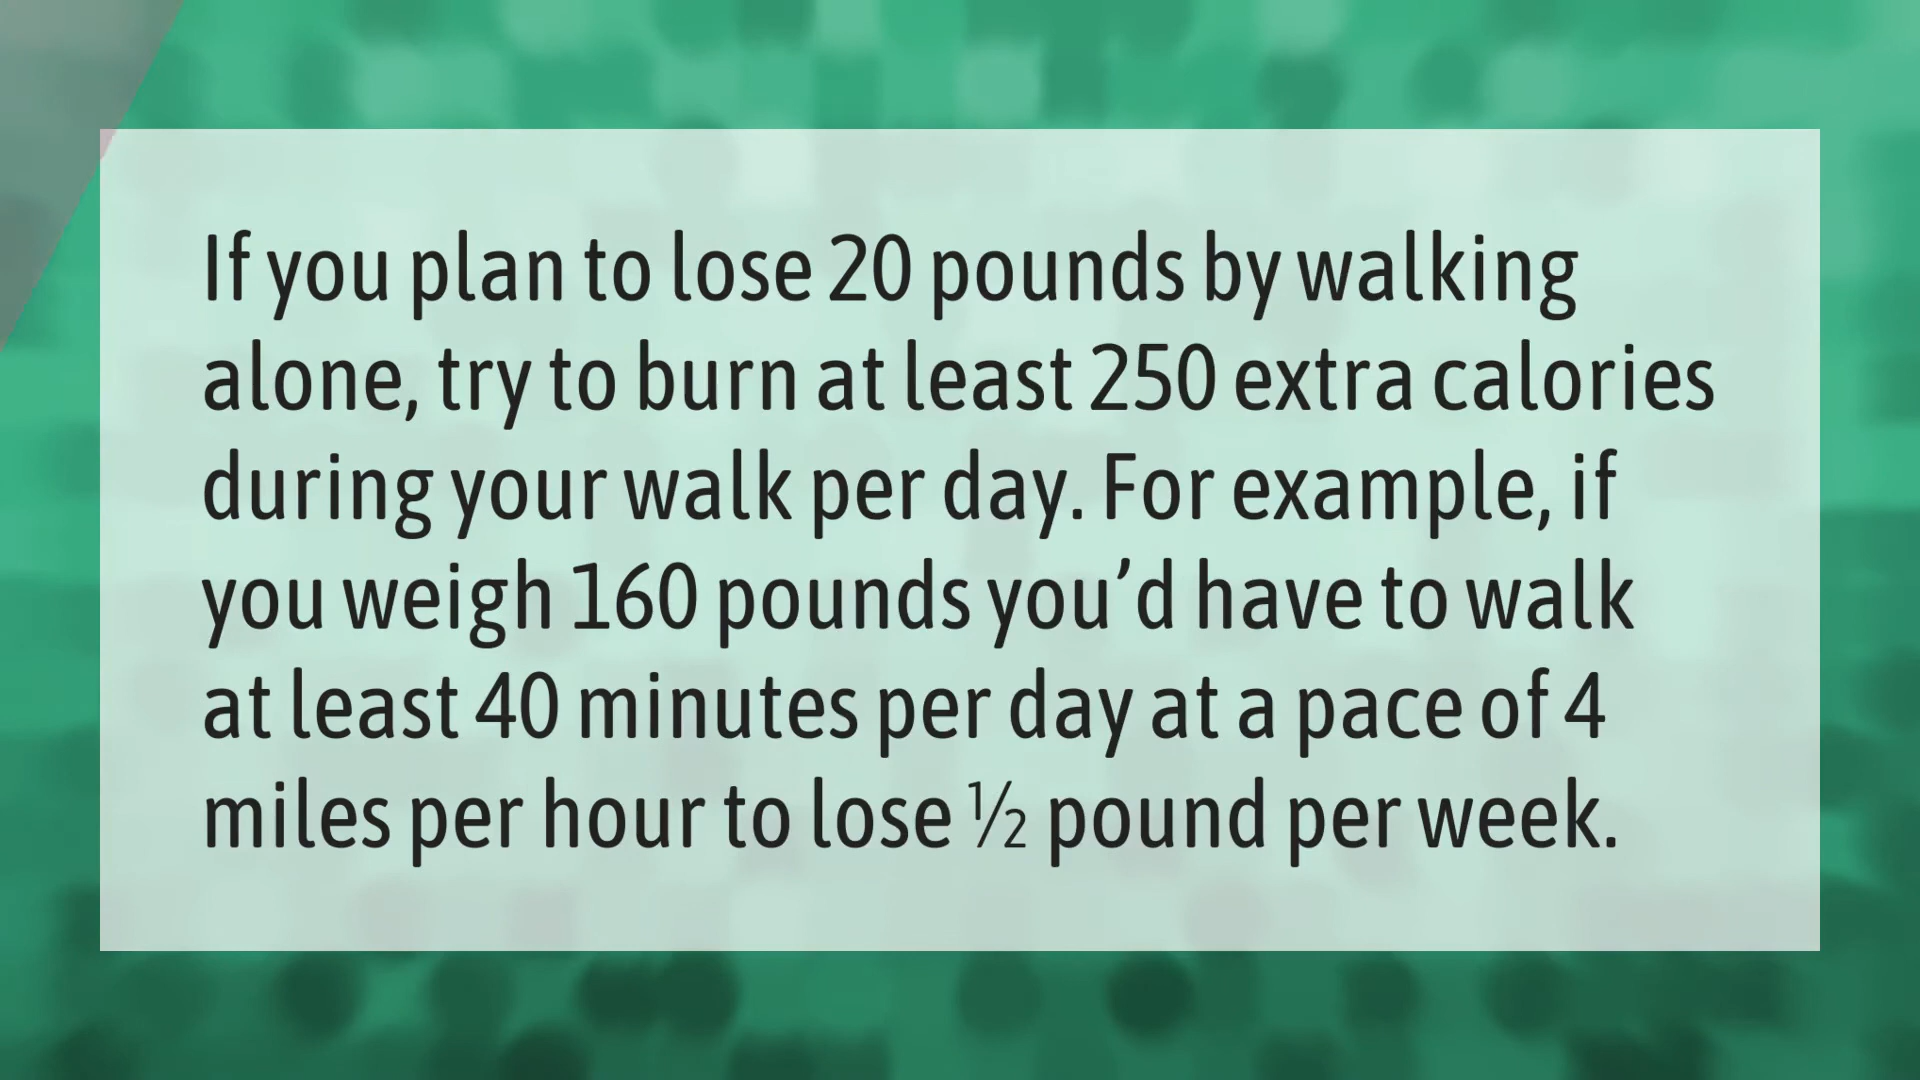 If you plan to lose 20 pounds by walking
alone, try to burn at least 250 extra calories
during your walk per day. For example, if
you weigh 160 pounds you’d have to walk
at least 40 minutes per day at a pace of 4
miles per hour to lose ½ pound per week.